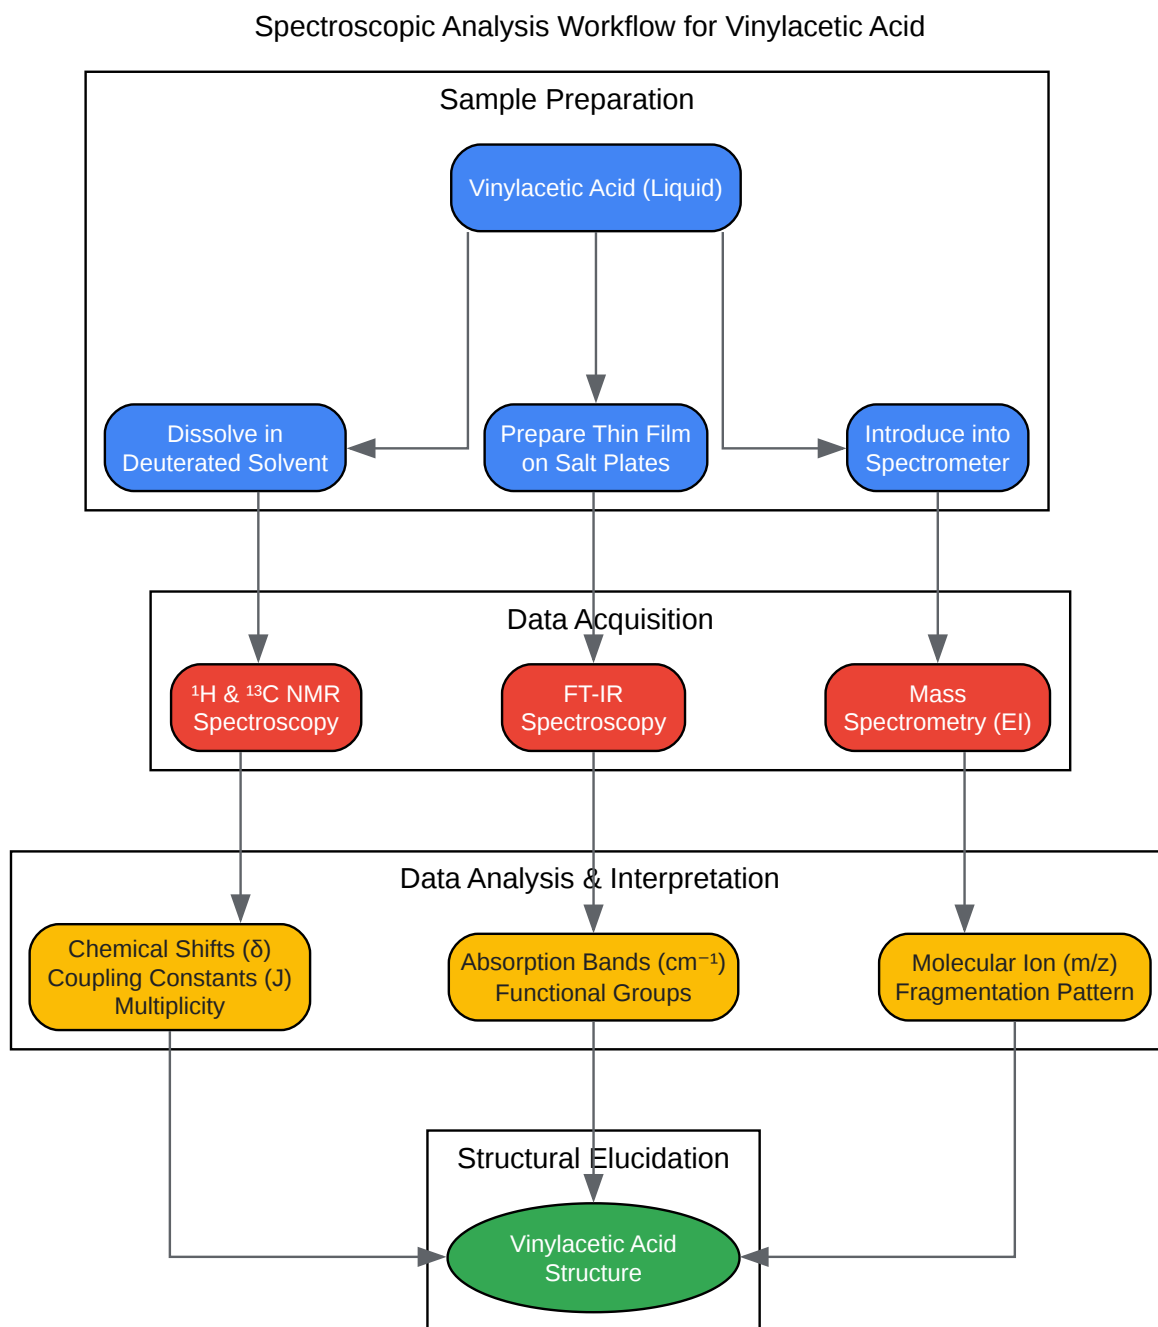 Spectroscopic Analysis Workflow for Vinylacetic Acid
Sample Preparation
Vinylacetic Acid (Liquid)
Dissolve in
Deuterated Solvent
Prepare Thin Film
on Salt Plates
Introduce into
Spectrometer
Data Acquisition
¹H & ¹³C NMR
Spectroscopy
FT-IR
Spectroscopy
Mass
Spectrometry (EI)
Data Analysis & Interpretation
Chemical Shifts (δ)
Coupling Constants (J)
Multiplicity
Absorption Bands (cm⁻¹)
Functional Groups
Molecular Ion (m/z)
Fragmentation Pattern
Structural Elucidation
Vinylacetic Acid
Structure